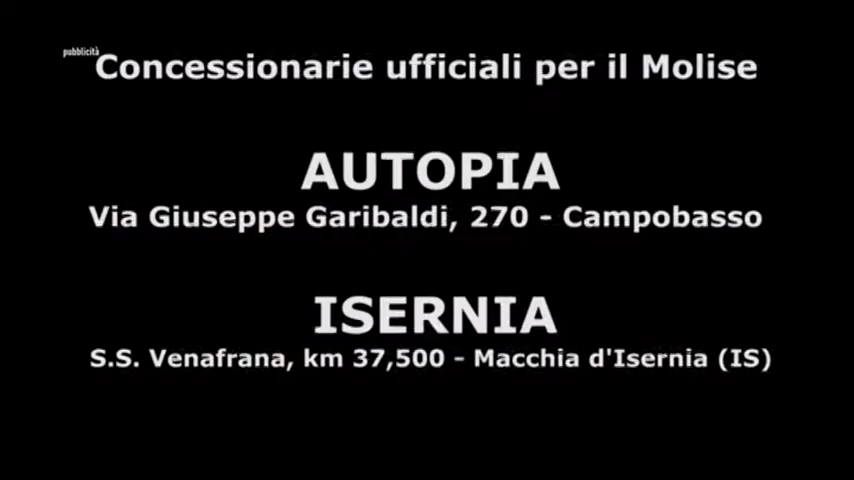 pubblicità
Concessionarie ufficiali per il Molise
AUTOPIA
Via Giuseppe Garibaldi, 270 - Campobasso
ISERNIA
S.S. Venafrana, km 37,500 - Macchia d'Isernia (IS)